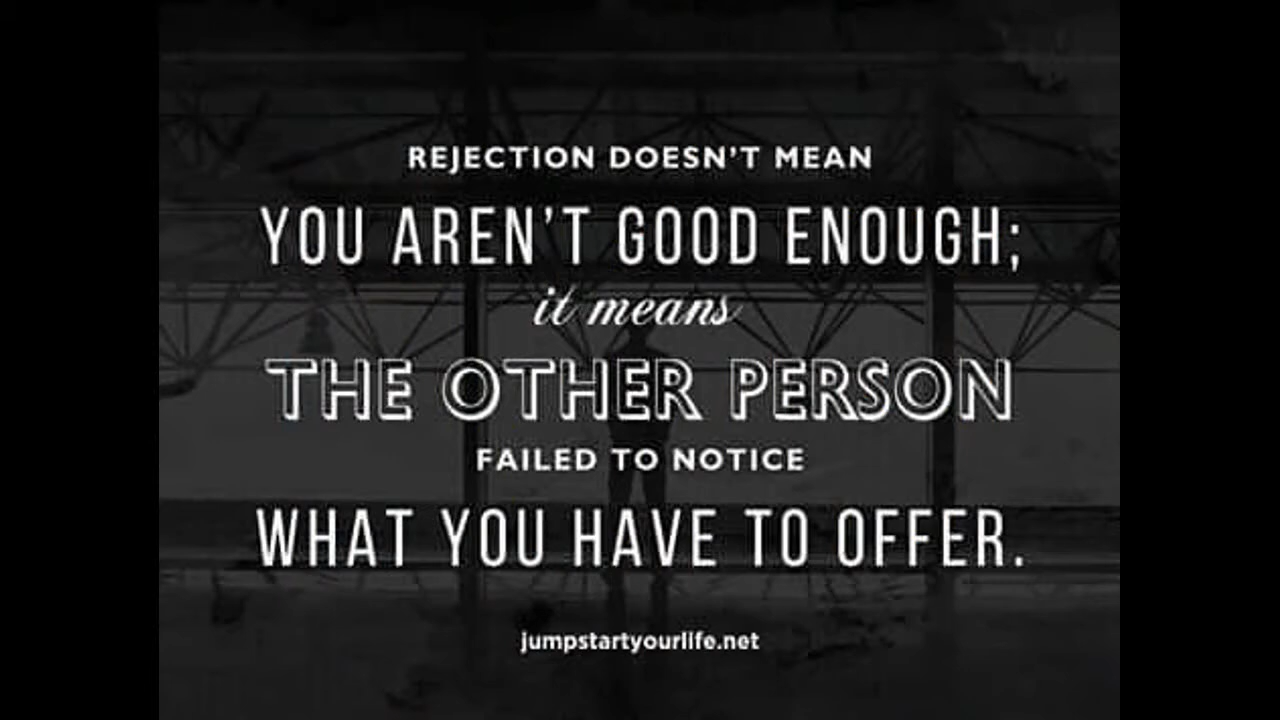 REJECTION DOESN'T MEAN
YOU AREN'T GOOD ENOUGH;
it means
THE OTHER PERSON
FAILED TO NOTICE
WHAT YOU HAVE TO OFFER.
jumpstartyourlife.net